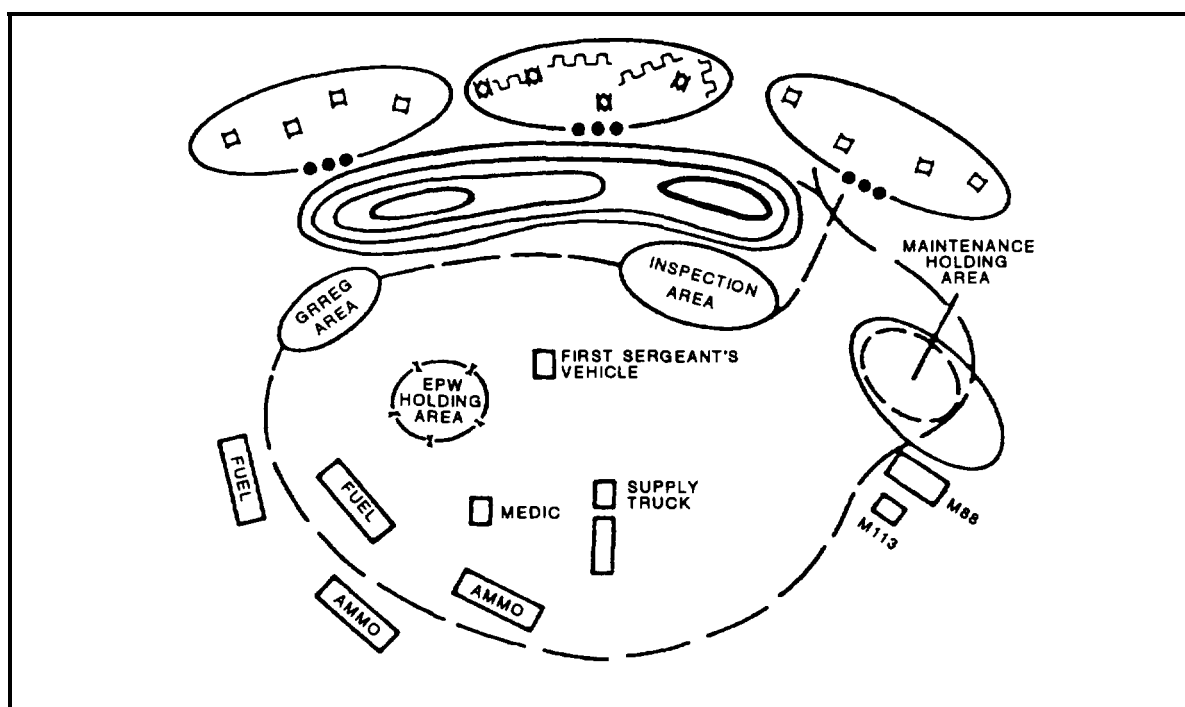 MAINTENANCE
HOLDING
AREA
INSPECTION
AREA
GRREG
AREA
FIRST SERGEANT'S
VEHICLE
EPW
HOLDING
AREA
FUEL
FUEL
SUPPLY
TRUCK
MEDIC
M88
M113
AMMO
AMMO